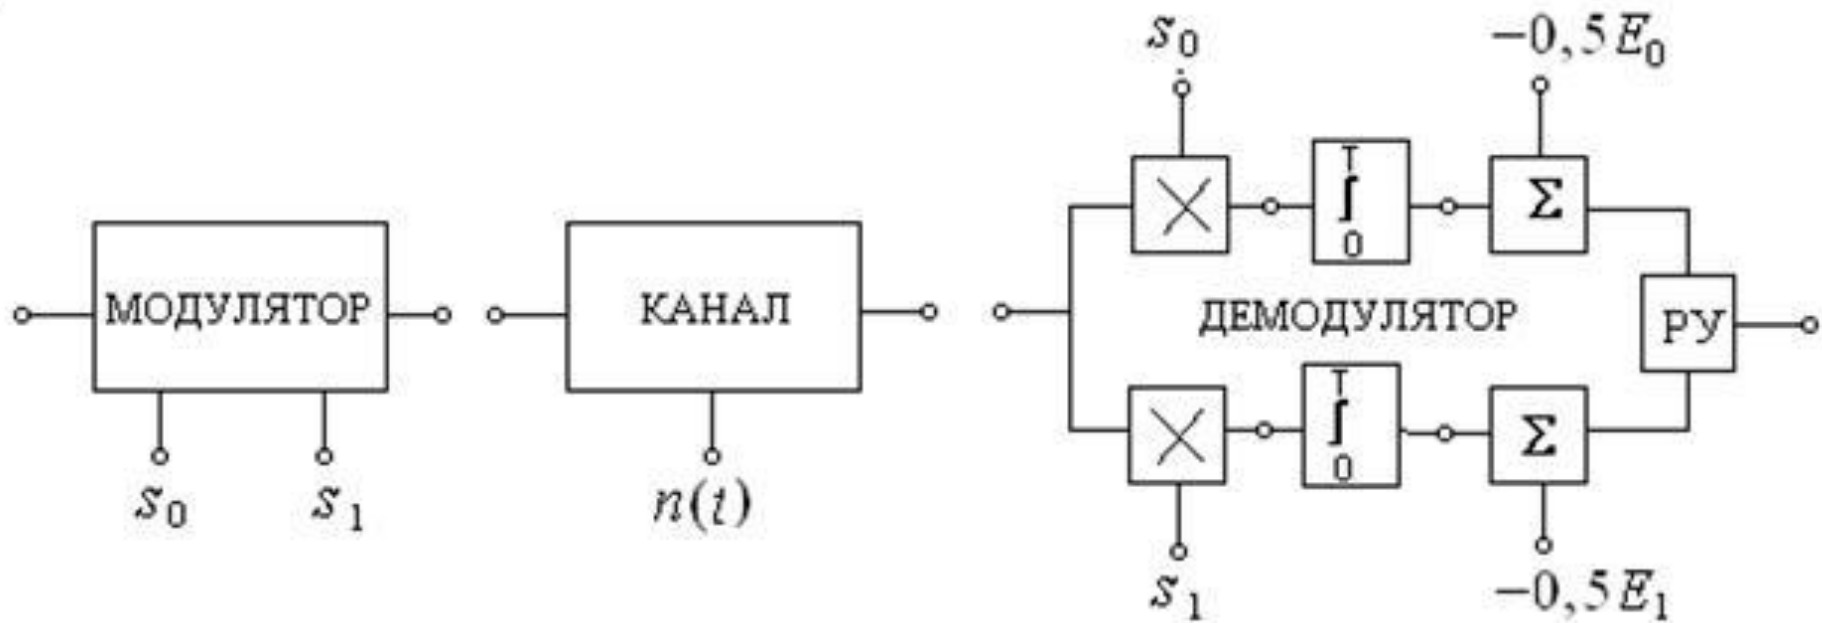 МОДУЛЯТОР
s₀ s₁
КАНАЛ
n(t)
s₀ −0,5E₀
× T ∫ 0 Σ
ДЕМОДУЛЯТОР
РУ
× T ∫ 0 Σ
s₁ −0,5E₁